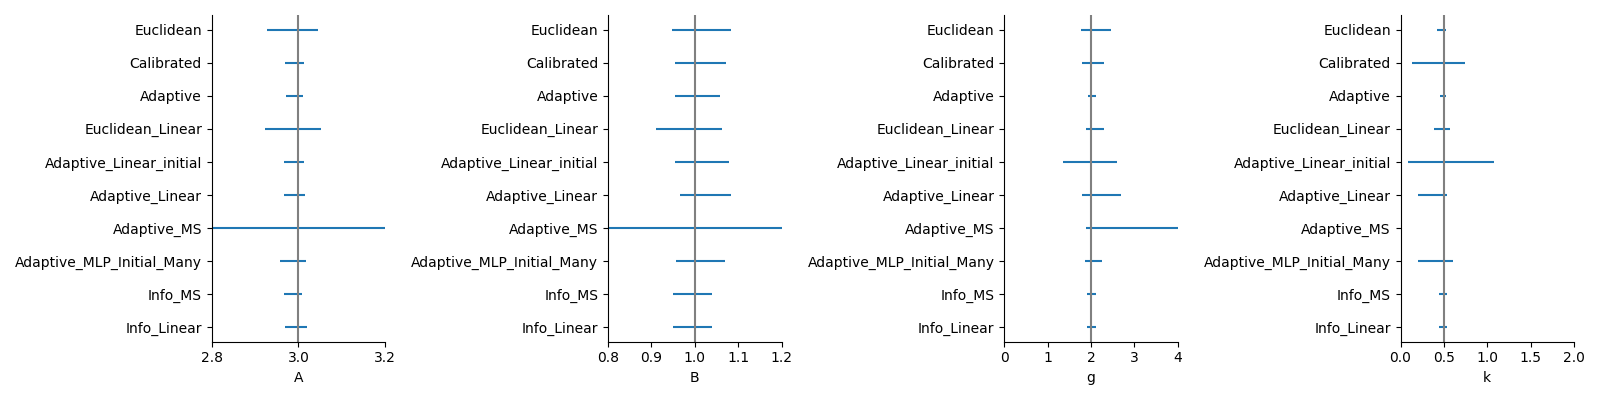 Euclidean
Calibrated
Adaptive
Euclidean_Linear
Adaptive_Linear_initial
Adaptive_Linear
Adaptive_MS
Adaptive_MLP_Initial_Many
Info_MS
Info_Linear
2.8 3.0 3.2
A
Euclidean
Calibrated
Adaptive
Euclidean_Linear
Adaptive_Linear_initial
Adaptive_Linear
Adaptive_MS
Adaptive_MLP_Initial_Many
Info_MS
Info_Linear
0.8 0.9 1.0 1.1 1.2
B
Euclidean
Calibrated
Adaptive
Euclidean_Linear
Adaptive_Linear_initial
Adaptive_Linear
Adaptive_MS
Adaptive_MLP_Initial_Many
Info_MS
Info_Linear
0 1 2 3 4
g
Euclidean
Calibrated
Adaptive
Euclidean_Linear
Adaptive_Linear_initial
Adaptive_Linear
Adaptive_MS
Adaptive_MLP_Initial_Many
Info_MS
Info_Linear
0.0 0.5 1.0 1.5 2.0
k